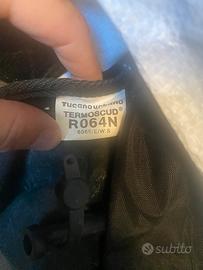 TUCANO URBANO
TERMOSCUD®
R064N
subito